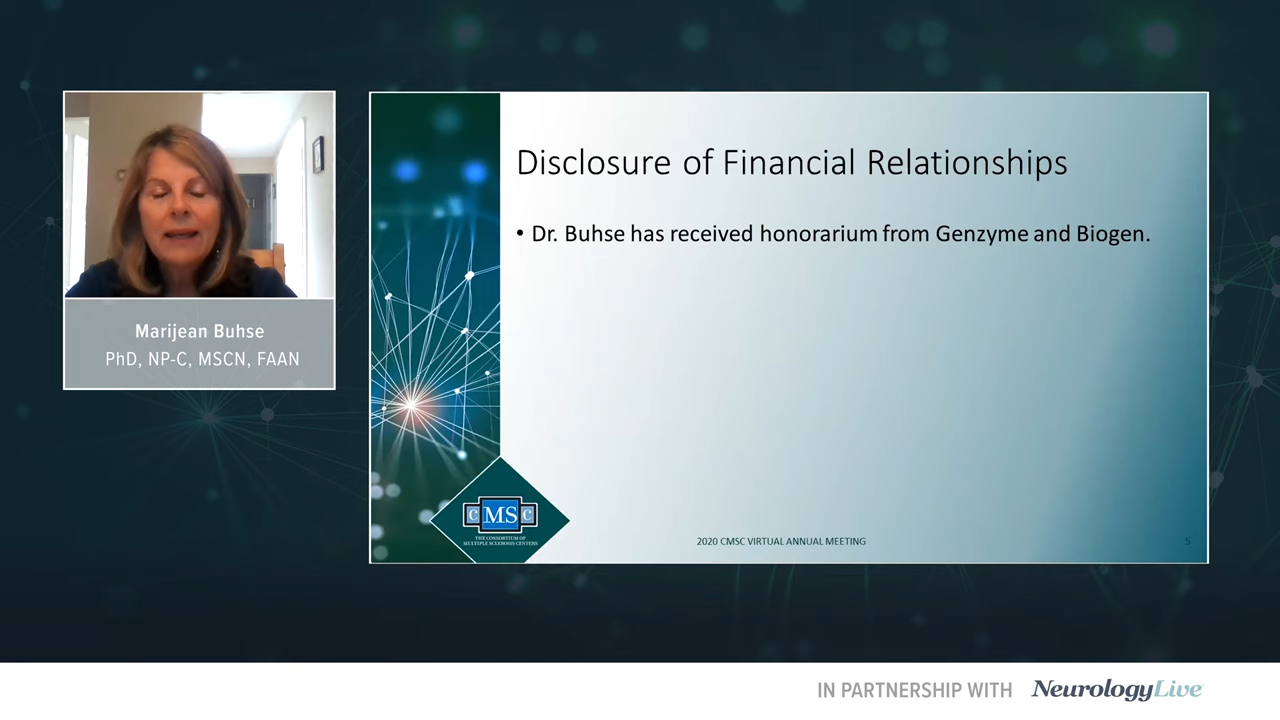 Marijean Buhse
PhD, NP-C, MSCN, FAAN
Disclosure of Financial Relationships
• Dr. Buhse has received honorarium from Genzyme and Biogen.
CMSC
THE CONSORTIUM OF
MULTIPLE SCLEROSIS CENTERS
2020 CMSC VIRTUAL ANNUAL MEETING
5
IN PARTNERSHIP WITH NeurologyLive